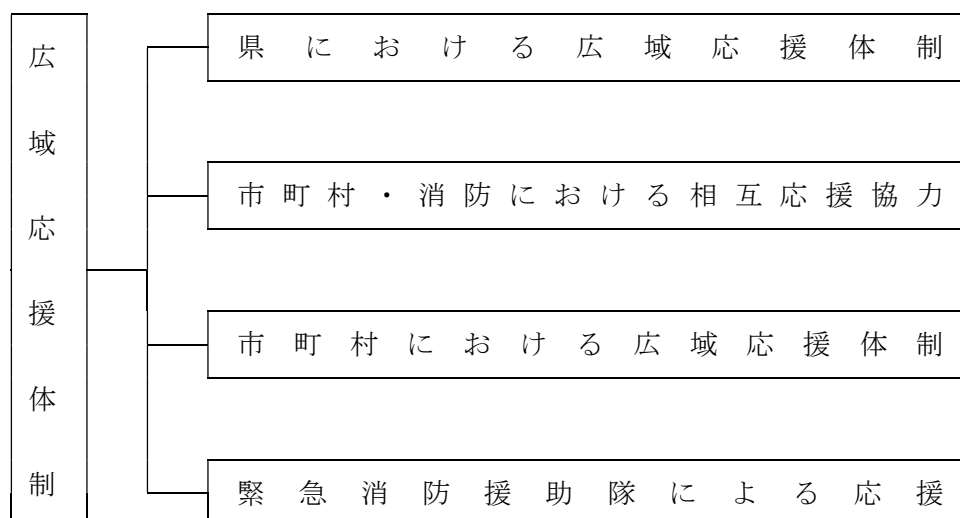 広域応援体制
県における広域応援体制
市町村・消防における相互応援協力
市町村における広域応援体制
緊急消防援助隊による応援